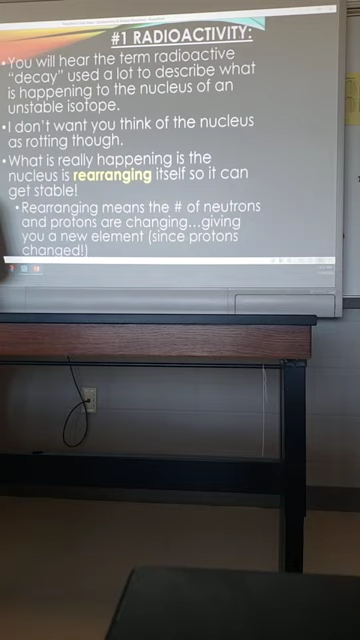 #1 RADIOACTIVITY:
•You will hear the term radioactive
"decay" used a lot to describe what
is happening to the nucleus of an
unstable isotope.
•I don't want you think of the nucleus
as rotting though.
•What is really happening is the
nucleus is rearranging itself so it can
get stable!
•Rearranging means the # of neutrons
and protons are changing...giving
you a new element (since protons
changed!)